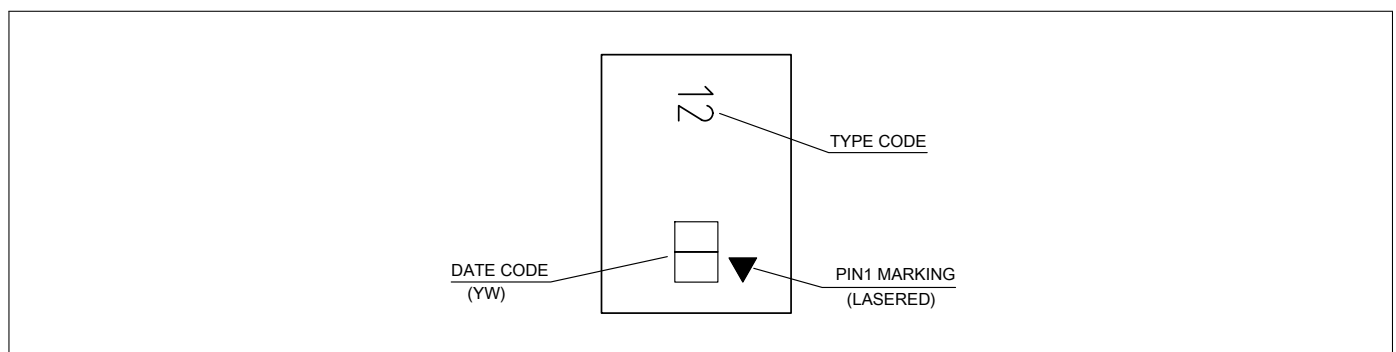 12
TYPE CODE
DATE CODE
(YW)
PIN1 MARKING
(LASERED)